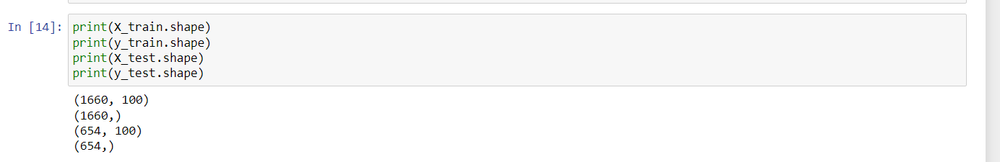 In [14]: print(X_train.shape)
print(y_train.shape)
print(X_test.shape)
print(y_test.shape)
(1660, 100)
(1660,)
(654, 100)
(654,)